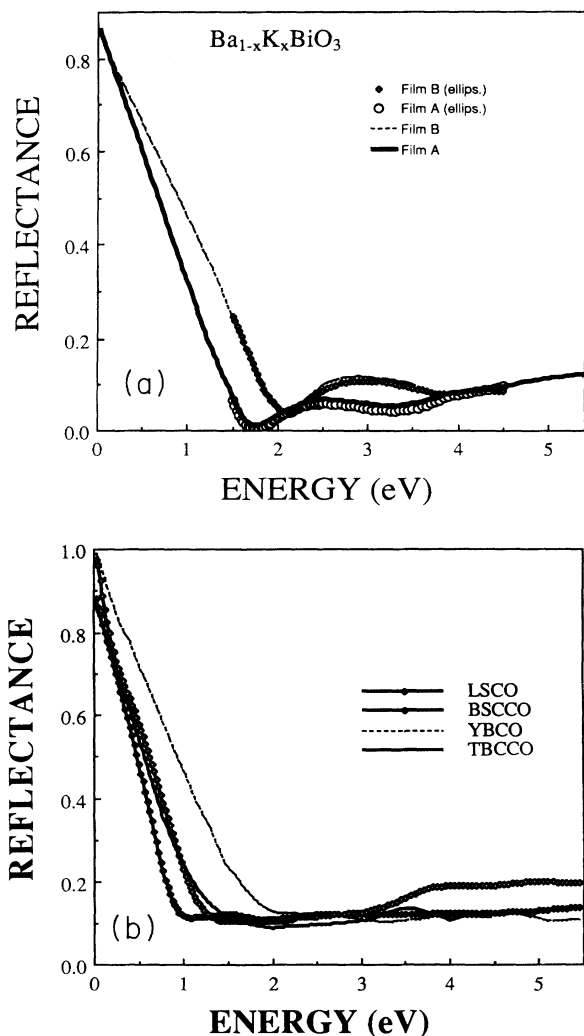 Ba1-xKxBiO3
Film B (ellips.)
Film A (ellips.)
Film B
Film A
REFLECTANCE
0.8
0.6
0.4
0.2
0.0
(a)
0
1
2
3
4
5
ENERGY (eV)
1.0
0.8
0.6
0.4
0.2
0.0
REFLECTANCE
LSCO
BSCCO
YBCO
TBCCO
(b)
0
1
2
3
4
5
ENERGY (eV)